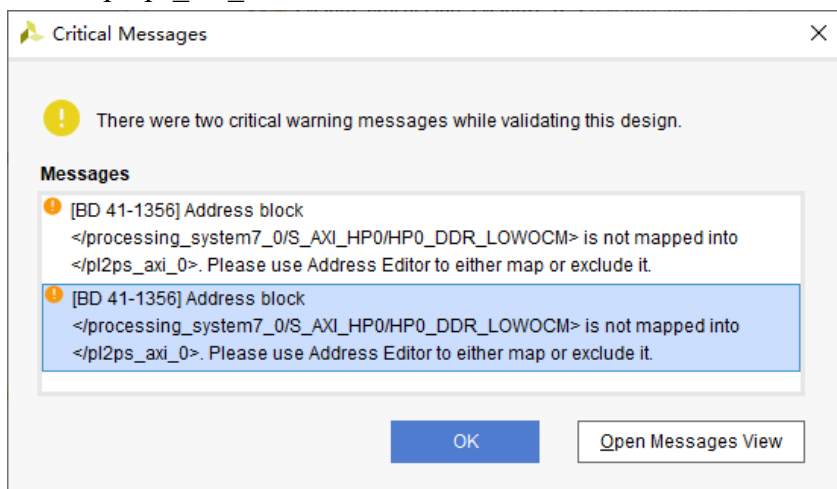 Critical Messages
There were two critical warning messages while validating this design.
Messages
[BD 41-1356] Address block
</processing_system7_0/S_AXI_HP0/HP0_DDR_LOWOCM> is not mapped into
</pl2ps_axi_0>. Please use Address Editor to either map or exclude it.
[BD 41-1356] Address block
</processing_system7_0/S_AXI_HP0/HP0_DDR_LOWOCM> is not mapped into
</pl2ps_axi_0>. Please use Address Editor to either map or exclude it.
OK
Open Messages View